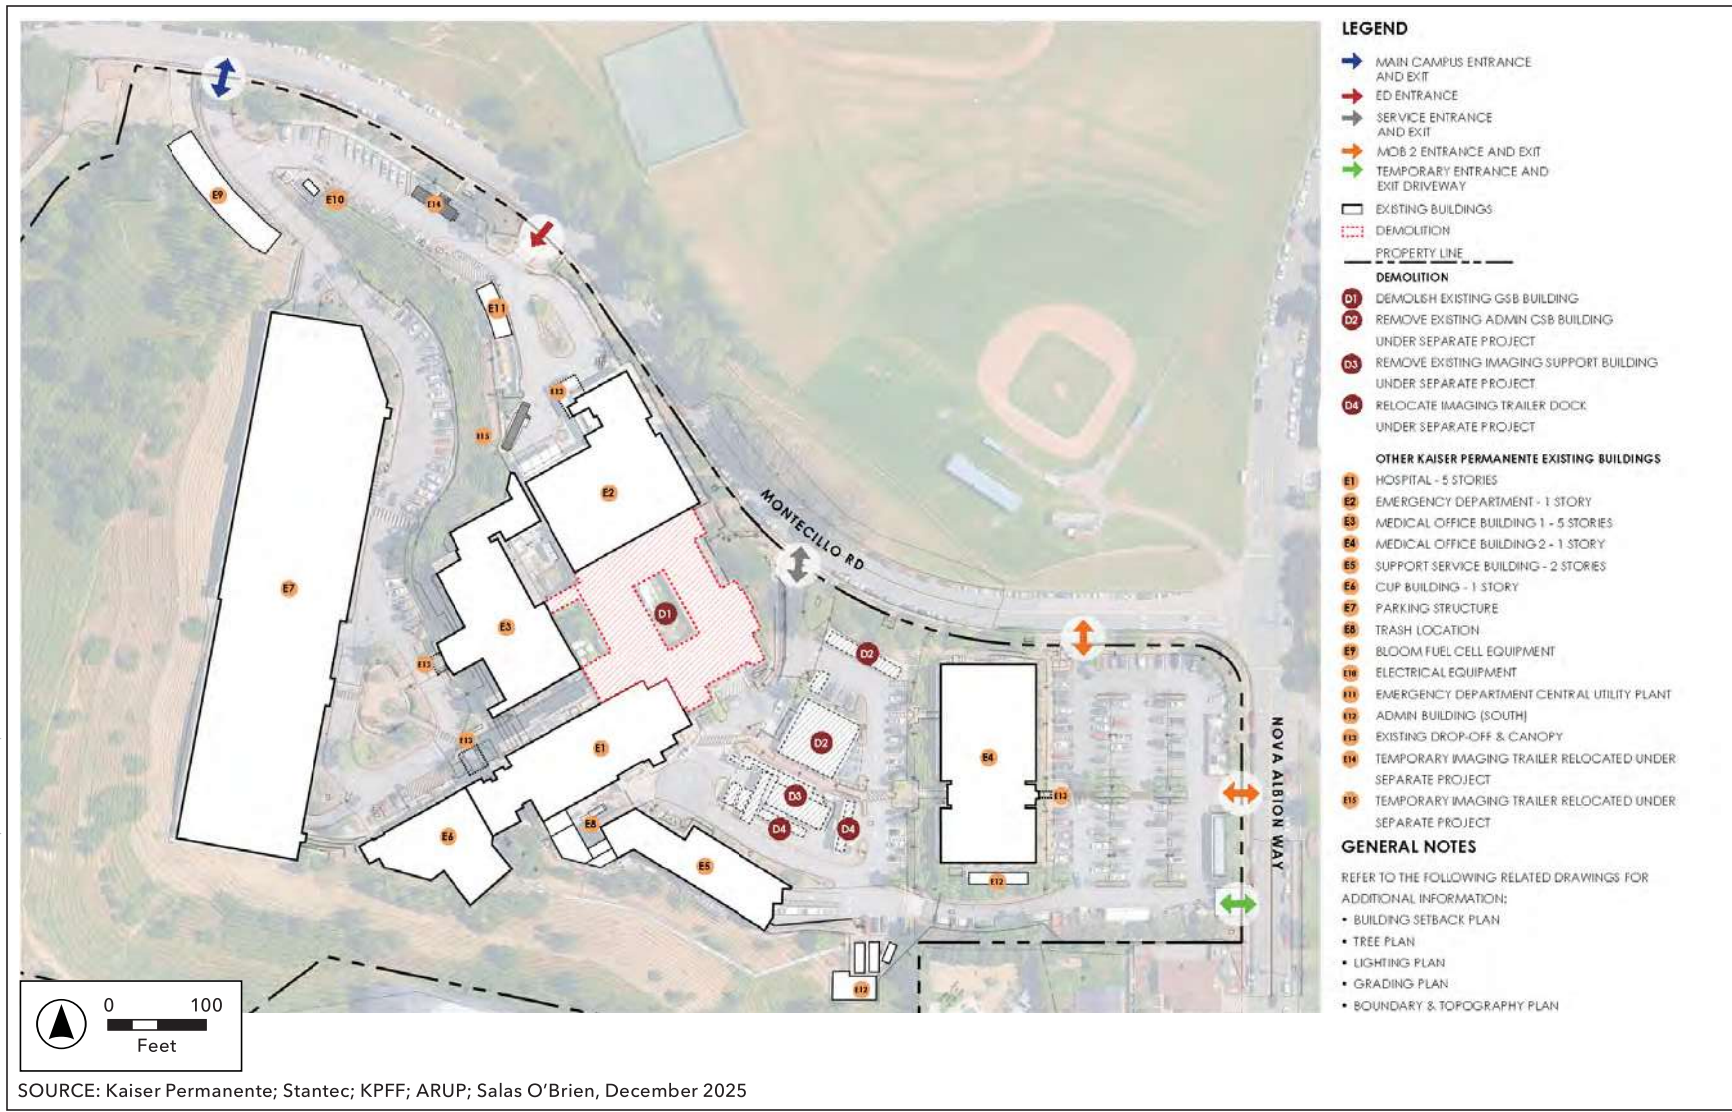 LEGEND
MAIN CAMPUS ENTRANCE
AND EXIT
ED ENTRANCE
SERVICE ENTRANCE
AND EXIT
MOB 2 ENTRANCE AND EXIT
TEMPORARY ENTRANCE AND
EXIT DRIVEWAY
EXISTING BUILDINGS
DEMOLITION
PROPERTY LINE
DEMOLITION
D1 DEMOLISH EXISTING GSB BUILDING
D2 REMOVE EXISTING ADMIN CSB BUILDING
UNDER SEPARATE PROJECT
D3 REMOVE EXISTING IMAGING SUPPORT BUILDING
UNDER SEPARATE PROJECT
D4 RELOCATE IMAGING TRAILER DOCK
UNDER SEPARATE PROJECT
OTHER KAISER PERMANENTE EXISTING BUILDINGS
E1 HOSPITAL - 5 STORIES
E2 EMERGENCY DEPARTMENT - 1 STORY
E3 MEDICAL OFFICE BUILDING 1 - 5 STORIES
E4 MEDICAL OFFICE BUILDING 2 - 1 STORY
E5 SUPPORT SERVICE BUILDING - 2 STORIES
E6 CUP BUILDING - 1 STORY
E7 PARKING STRUCTURE
E8 TRASH LOCATION
E9 BLOOM FUEL CELL EQUIPMENT
E10 ELECTRICAL EQUIPMENT
E11 EMERGENCY DEPARTMENT CENTRAL UTILITY PLANT
E12 ADMIN BUILDING (SOUTH)
E13 EXISTING DROP-OFF & CANOPY
E14 TEMPORARY IMAGING TRAILER RELOCATED UNDER
SEPARATE PROJECT
E15 TEMPORARY IMAGING TRAILER RELOCATED UNDER
SEPARATE PROJECT
GENERAL NOTES
REFER TO THE FOLLOWING RELATED DRAWINGS FOR
ADDITIONAL INFORMATION:
• BUILDING SETBACK PLAN
• TREE PLAN
• LIGHTING PLAN
• GRADING PLAN
• BOUNDARY & TOPOGRAPHY PLAN
E9
E10
E14
E11
E13
E15
E2
MONTECILLO RD
E7
D1
E3
E13
D2
E13
E1
D2
E4
NOVA ALBION WAY
D3
E13
D4
D4
E8
E6
E5
E12
E12
0 100
Feet
SOURCE: Kaiser Permanente; Stantec; KPFF; ARUP; Salas O'Brien, December 2025